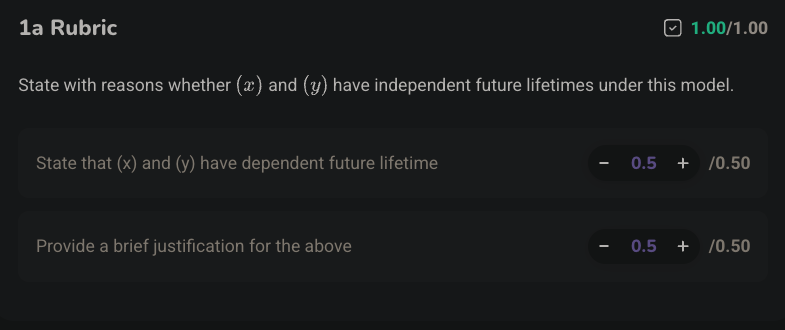 1a Rubric 1.00/1.00
State with reasons whether (x) and (y) have independent future lifetimes under this model.
State that (x) and (y) have dependent future lifetime − 0.5 + /0.50
Provide a brief justification for the above − 0.5 + /0.50